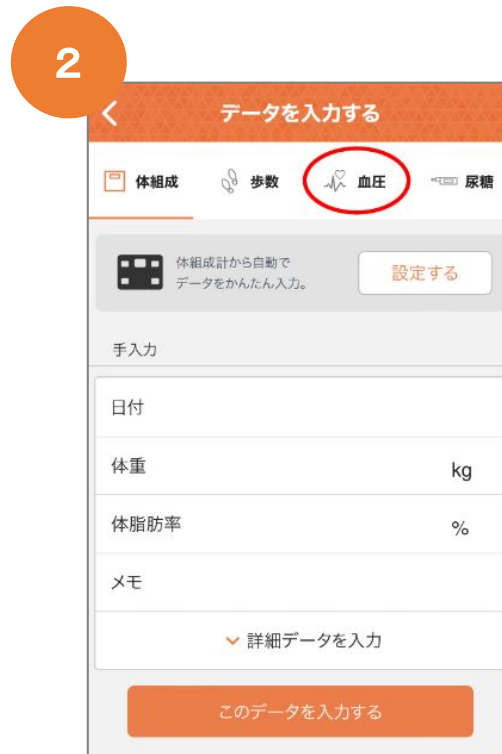 2
データを入力する
体組成 歩数 血圧 尿糖
体組成計から自動で
データをかんたん入力。
設定する
手入力
日付
体重 kg
体脂肪率 %
メモ
詳細データを入力
このデータを入力する